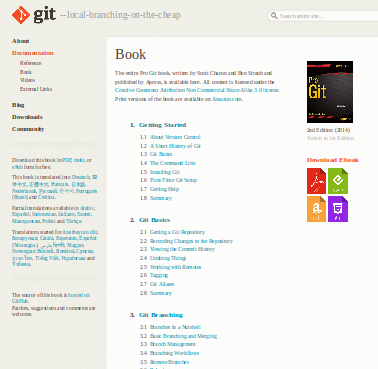 git --local-branching-on-the-cheap
Search entire site...
About
Documentation
Reference
Book
Videos
External Links
Blog
Downloads
Community
Download this book in PDF, mobi, or
ePub form for free.
This book is translated into Deutsch, 简
体中文, 正體中文, Français, 日本語,
Nederlands, Русский, 한국어, Português
(Brasil) and Čeština.
Partial translations available in Arabic,
Español, Indonesian, Italiano, Suomi,
Македонски, Polski and Türkçe.
Translations started for Azərbaycan dili,
Беларуская, Català, Esperanto, Español
(Nicaragua), فارسی, हिन्दी, Magyar,
Norwegian Bokmål, Română, Српски,
ภาษาไทย, Tiếng Việt, Українська and
Ўзбекча.
The source of this book is hosted on
GitHub.
Patches, suggestions and comments are
welcome.
Book
The entire Pro Git book, written by Scott Chacon and Ben Straub and
published by Apress, is available here. All content is licensed under the
Creative Commons Attribution Non Commercial Share Alike 3.0 license.
Print versions of the book are available on Amazon.com.
1. Getting Started
1.1 About Version Control
1.2 A Short History of Git
1.3 Git Basics
1.4 The Command Line
1.5 Installing Git
1.6 First-Time Git Setup
1.7 Getting Help
1.8 Summary
2. Git Basics
2.1 Getting a Git Repository
2.2 Recording Changes to the Repository
2.3 Viewing the Commit History
2.4 Undoing Things
2.5 Working with Remotes
2.6 Tagging
2.7 Git Aliases
2.8 Summary
3. Git Branching
3.1 Branches in a Nutshell
3.2 Basic Branching and Merging
3.3 Branch Management
3.4 Branching Workflows
3.5 Remote Branches
Pro
Git
2nd Edition (2014)
Switch to 1st Edition
Download Ebook